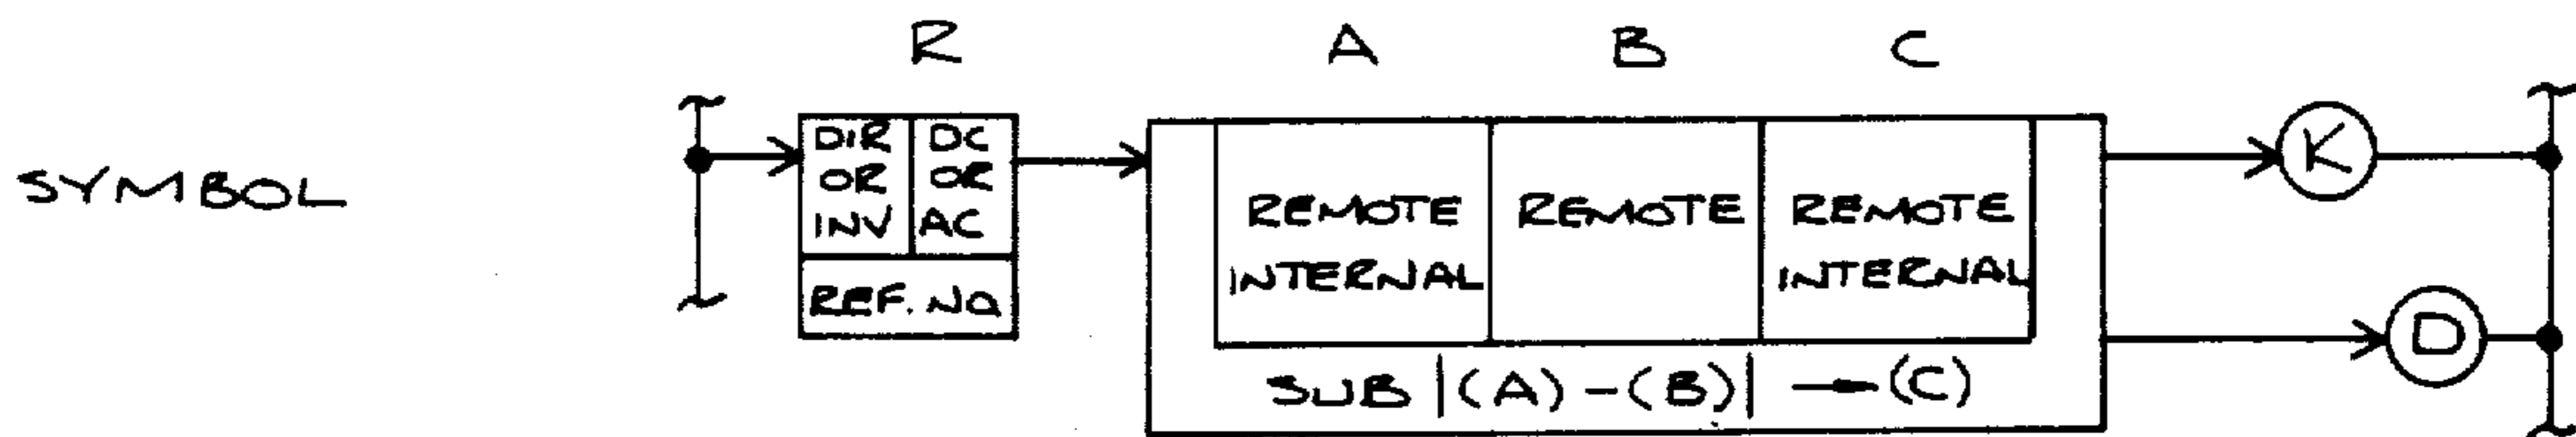 R A B C
SYMBOL
DIR OR INV
DC OR AC
REF. NO
REMOTE INTERNAL
REMOTE
REMOTE INTERNAL
SUB |(A) - (B)| → (C)
K
D